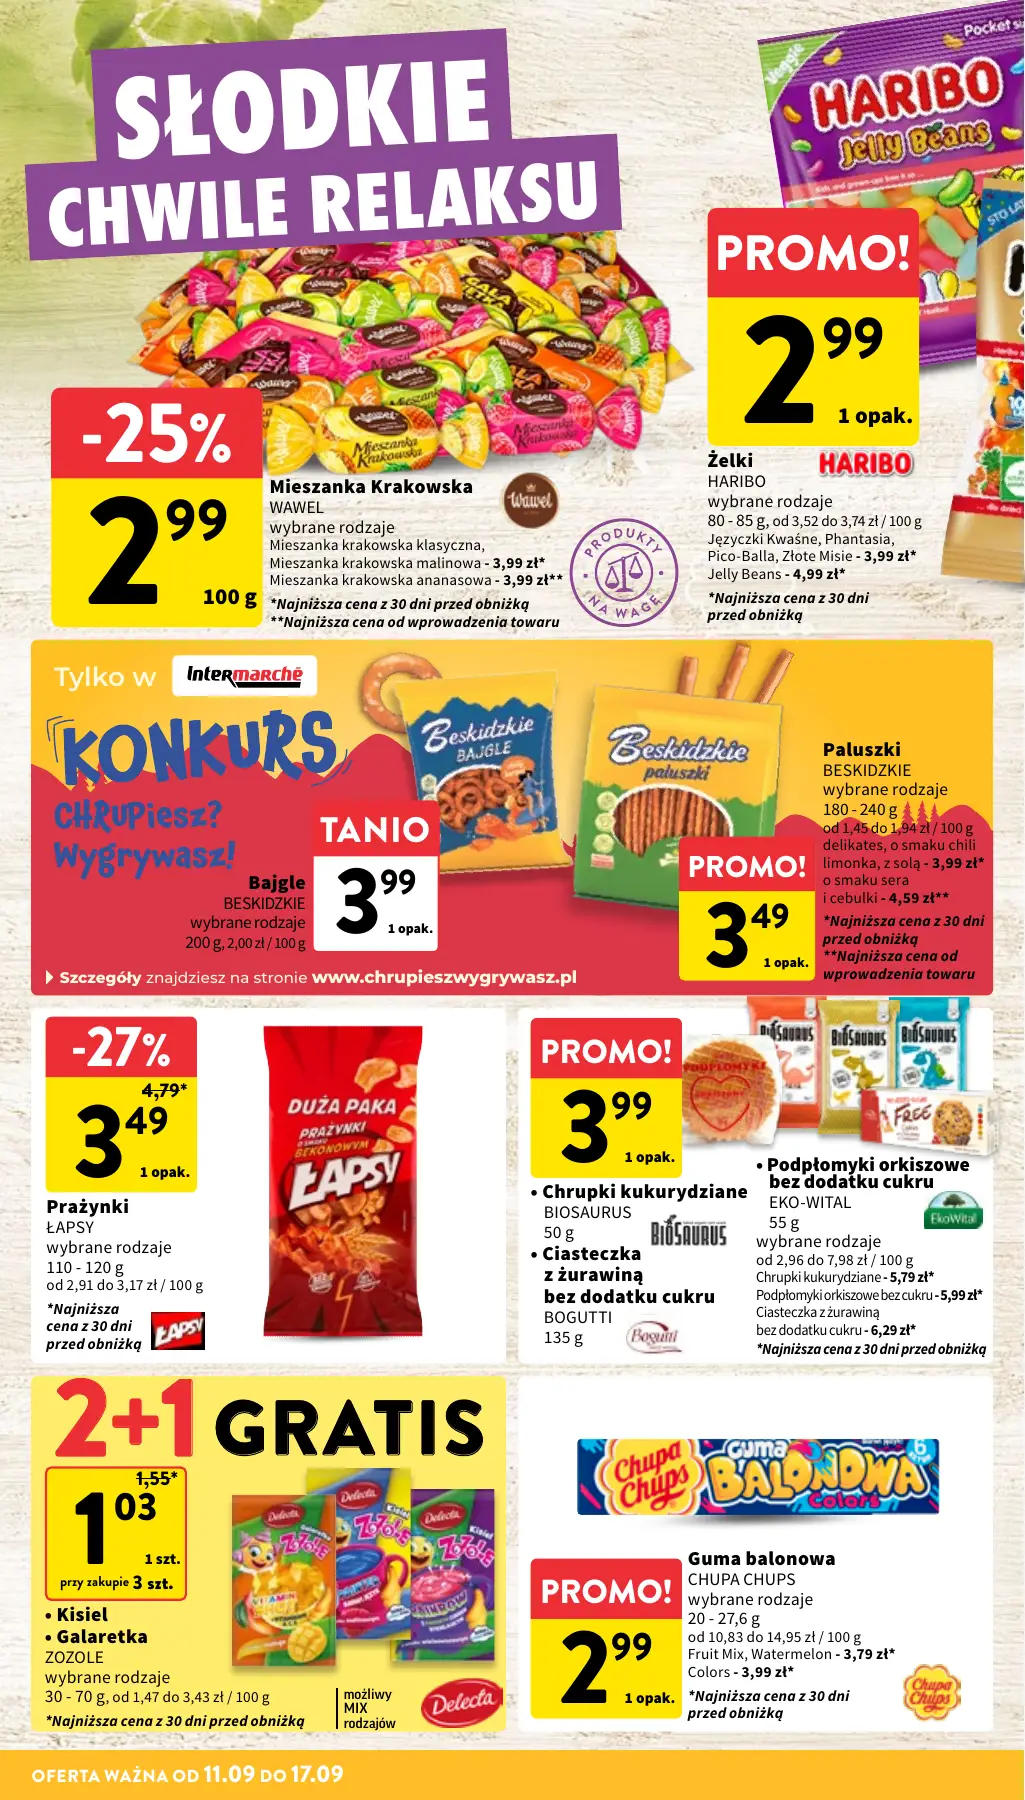 SŁODKIE
CHWILE RELAKSU
Pocket
Veggie
HARIBO
Jelly Beans
Kids and grown-ups love it so ...
PROMO!
2 99
1 opak.
Żelki
HARIBO
HARIBO
wybrane rodzaje
80 - 85 g, od 3,52 do 3,74 zł / 100 g
Języczki Kwaśne, Phantasia,
Pico-Balla, Złote Misie - 3,99 zł*
Jelly Beans - 4,99 zł*
*Najniższa cena z 30 dni
przed obniżką
-25%
2 99
100 g
Mieszanka Krakowska
WAWEL
Wawel
wybrane rodzaje
Mieszanka krakowska klasyczna,
Mieszanka krakowska malinowa - 3,99 zł*
Mieszanka krakowska ananasowa - 3,99 zł**
*Najniższa cena z 30 dni przed obniżką
**Najniższa cena od wprowadzenia towaru
PRODUKTY
NA WAGĘ
Tylko w Intermarché
KONKURS
CHRUPiesz?
Wygrywasz!
Bajgle
BESKIDZKIE
wybrane rodzaje
200 g, 2,00 zł / 100 g
TANIO
3 99
1 opak.
Beskidzkie
BAJGLE
Beskidzkie
paluszki
PROMO!
3 49
1 opak.
Paluszki
BESKIDZKIE
wybrane rodzaje
180 - 240 g
od 1,45 do 1,94 zł / 100 g
delikates, o smaku chili
limonka, z solą - 3,99 zł*
o smaku sera
i cebulki - 4,59 zł**
*Najniższa cena z 30 dni
przed obniżką
**Najniższa cena od
wprowadzenia towaru
Szczegóły znajdziesz na stronie www.chrupieszwygrywasz.pl
-27%
4,79*
3 49
1 opak.
Prażynki
ŁAPSY
wybrane rodzaje
110 - 120 g
od 2,91 do 3,17 zł / 100 g
*Najniższa
cena z 30 dni
przed obniżką
ŁAPSY
DUŻA PAKA
PRAŻYNKI
O SMAKU
BEKONOWYM
ŁAPSY
PROMO!
3 99
1 opak.
PODPŁOMYK
BIOSAURUS
BIOSAURUS
BIOSAURUS
FREE
• Chrupki kukurydziane
BIOSAURUS
50 g
BIOSAURUS
• Ciasteczka
z żurawiną
bez dodatku cukru
BOGUTTI
135 g
Bogutti
• Podpłomyki orkiszowe
bez dodatku cukru
EKO-WITAL
55 g
EkoWital
wybrane rodzaje
od 2,96 do 7,98 zł / 100 g
Chrupki kukurydziane - 5,79 zł*
Podpłomyki orkiszowe bez cukru - 5,99 zł*
Ciasteczka z żurawiną
bez dodatku cukru - 6,29 zł*
*Najniższa cena z 30 dni przed obniżką
2+1 GRATIS
1,55*
1 03
1 szt.
przy zakupie 3 szt.
• Kisiel
• Galaretka
ZOZOLE
wybrane rodzaje
30 - 70 g, od 1,47 do 3,43 zł / 100 g
*Najniższa cena z 30 dni przed obniżką
Delecta
Galaretka
Delecta
Kisiel
Delecta
Kisiel
możliwy
MIX
rodzajów
Delecta
Chupa Chups
Guma
BALONOWA
Colors
PROMO!
2 99
1 opak.
Guma balonowa
CHUPA CHUPS
wybrane rodzaje
20 - 27,6 g
od 10,83 do 14,95 zł / 100 g
Fruit Mix, Watermelon - 3,79 zł*
Colors - 3,99 zł*
*Najniższa cena z 30 dni
przed obniżką
Chupa Chups
OFERTA WAŻNA OD 11.09 DO 17.09